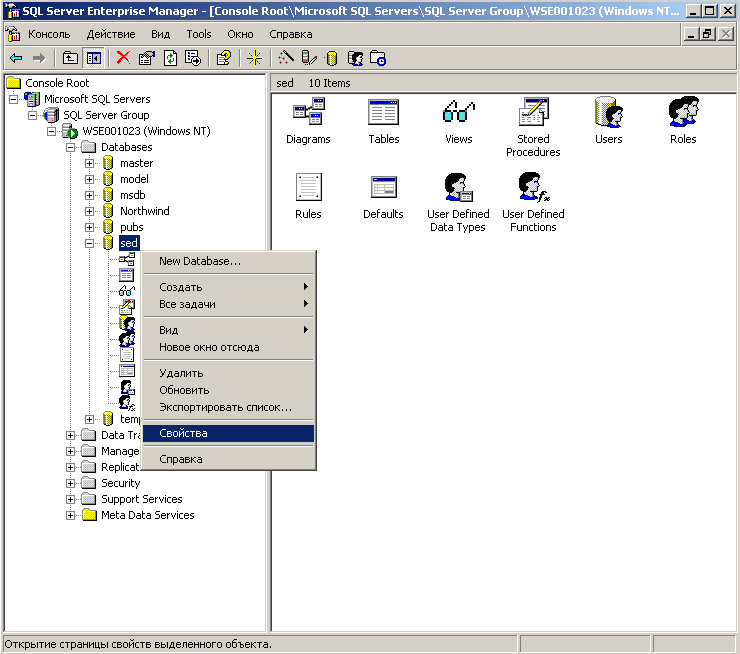 SQL Server Enterprise Manager - [Console Root\Microsoft SQL Servers\SQL Server Group\WSE001023 (Windows NT...
Консоль Действие Вид Tools Окно Справка
Console Root
Microsoft SQL Servers
SQL Server Group
WSE001023 (Windows NT)
Databases
master
model
msdb
Northwind
pubs
sed
temp
Data Tra
Manage
Replicat
Security
Support Services
Meta Data Services
New Database...
Создать
Все задачи
Вид
Новое окно отсюда
Удалить
Обновить
Экспортировать список...
Свойства
Справка
sed 10 Items
Diagrams Tables Views Stored Procedures Users Roles
Rules Defaults User Defined Data Types User Defined Functions
Открытие страницы свойств выделенного объекта.